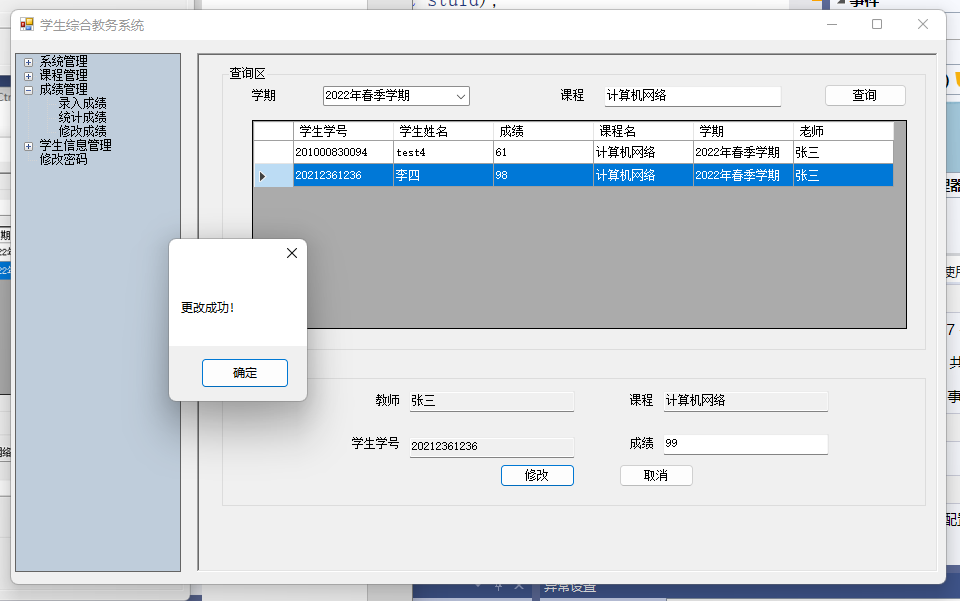 stuid);
事件
学生综合教务系统
系统管理
课程管理
成绩管理
录入成绩
统计成绩
修改成绩
学生信息管理
修改密码
查询区
学期 2022年春季学期 课程 计算机网络 查询
学生学号 学生姓名 成绩 课程名 学期 老师
201000830094 test4 61 计算机网络 2022年春季学期 张三
20212361236 李四 98 计算机网络 2022年春季学期 张三
更改成功!
确定
教师 张三 课程 计算机网络
学生学号 20212361236 成绩 99
修改 取消
异常设置